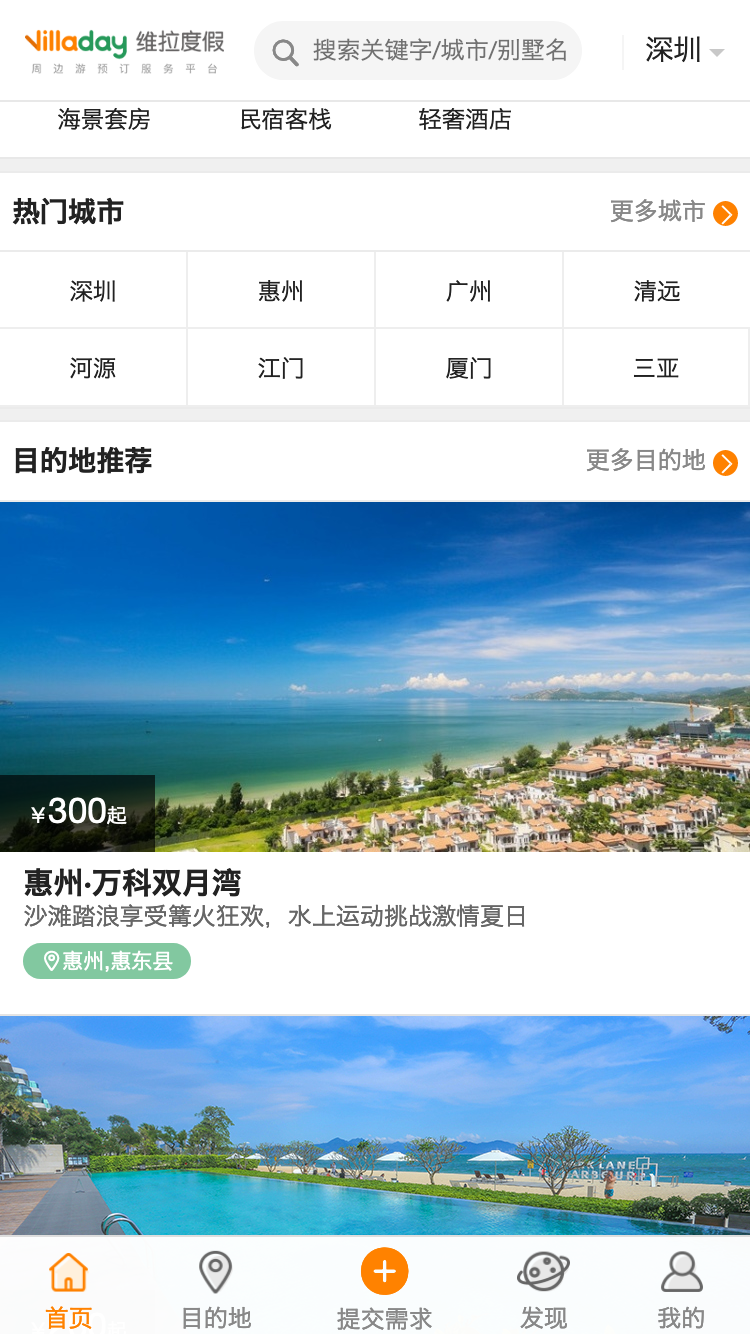 Villaday 维拉度假
周边游预订服务平台
搜索关键字/城市/别墅名
深圳
海景套房 民宿客栈 轻奢酒店
热门城市 更多城市
深圳 惠州 广州 清远
河源 江门 厦门 三亚
目的地推荐 更多目的地
¥300起
惠州·万科双月湾
沙滩踏浪享受篝火狂欢，水上运动挑战激情夏日
惠州,惠东县
首页 目的地 提交需求 发现 我的